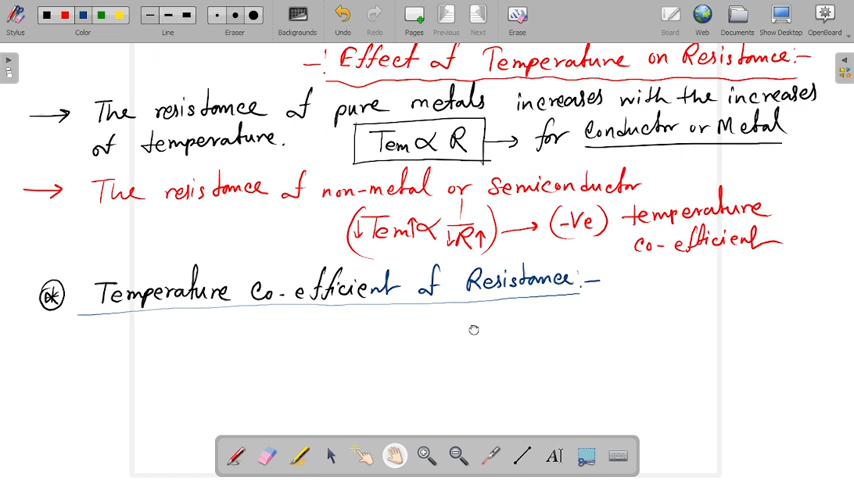 Stylus Color Line Eraser Backgrounds Undo Redo Pages Erase Board Web Documents Show Desktop OpenBoard
-: Effect of Temperature on Resistance:-
→ The resistance of pure metals increases with the increases
of temperature. Tem ∝ R → for Conductor or Metal
→ The resistance of non-metal or semiconductor
(↓Tem↑ ∝ 1/↓R↑) → (-Ve) temperature
co-efficient
Temperature Co-efficient of Resistance:-